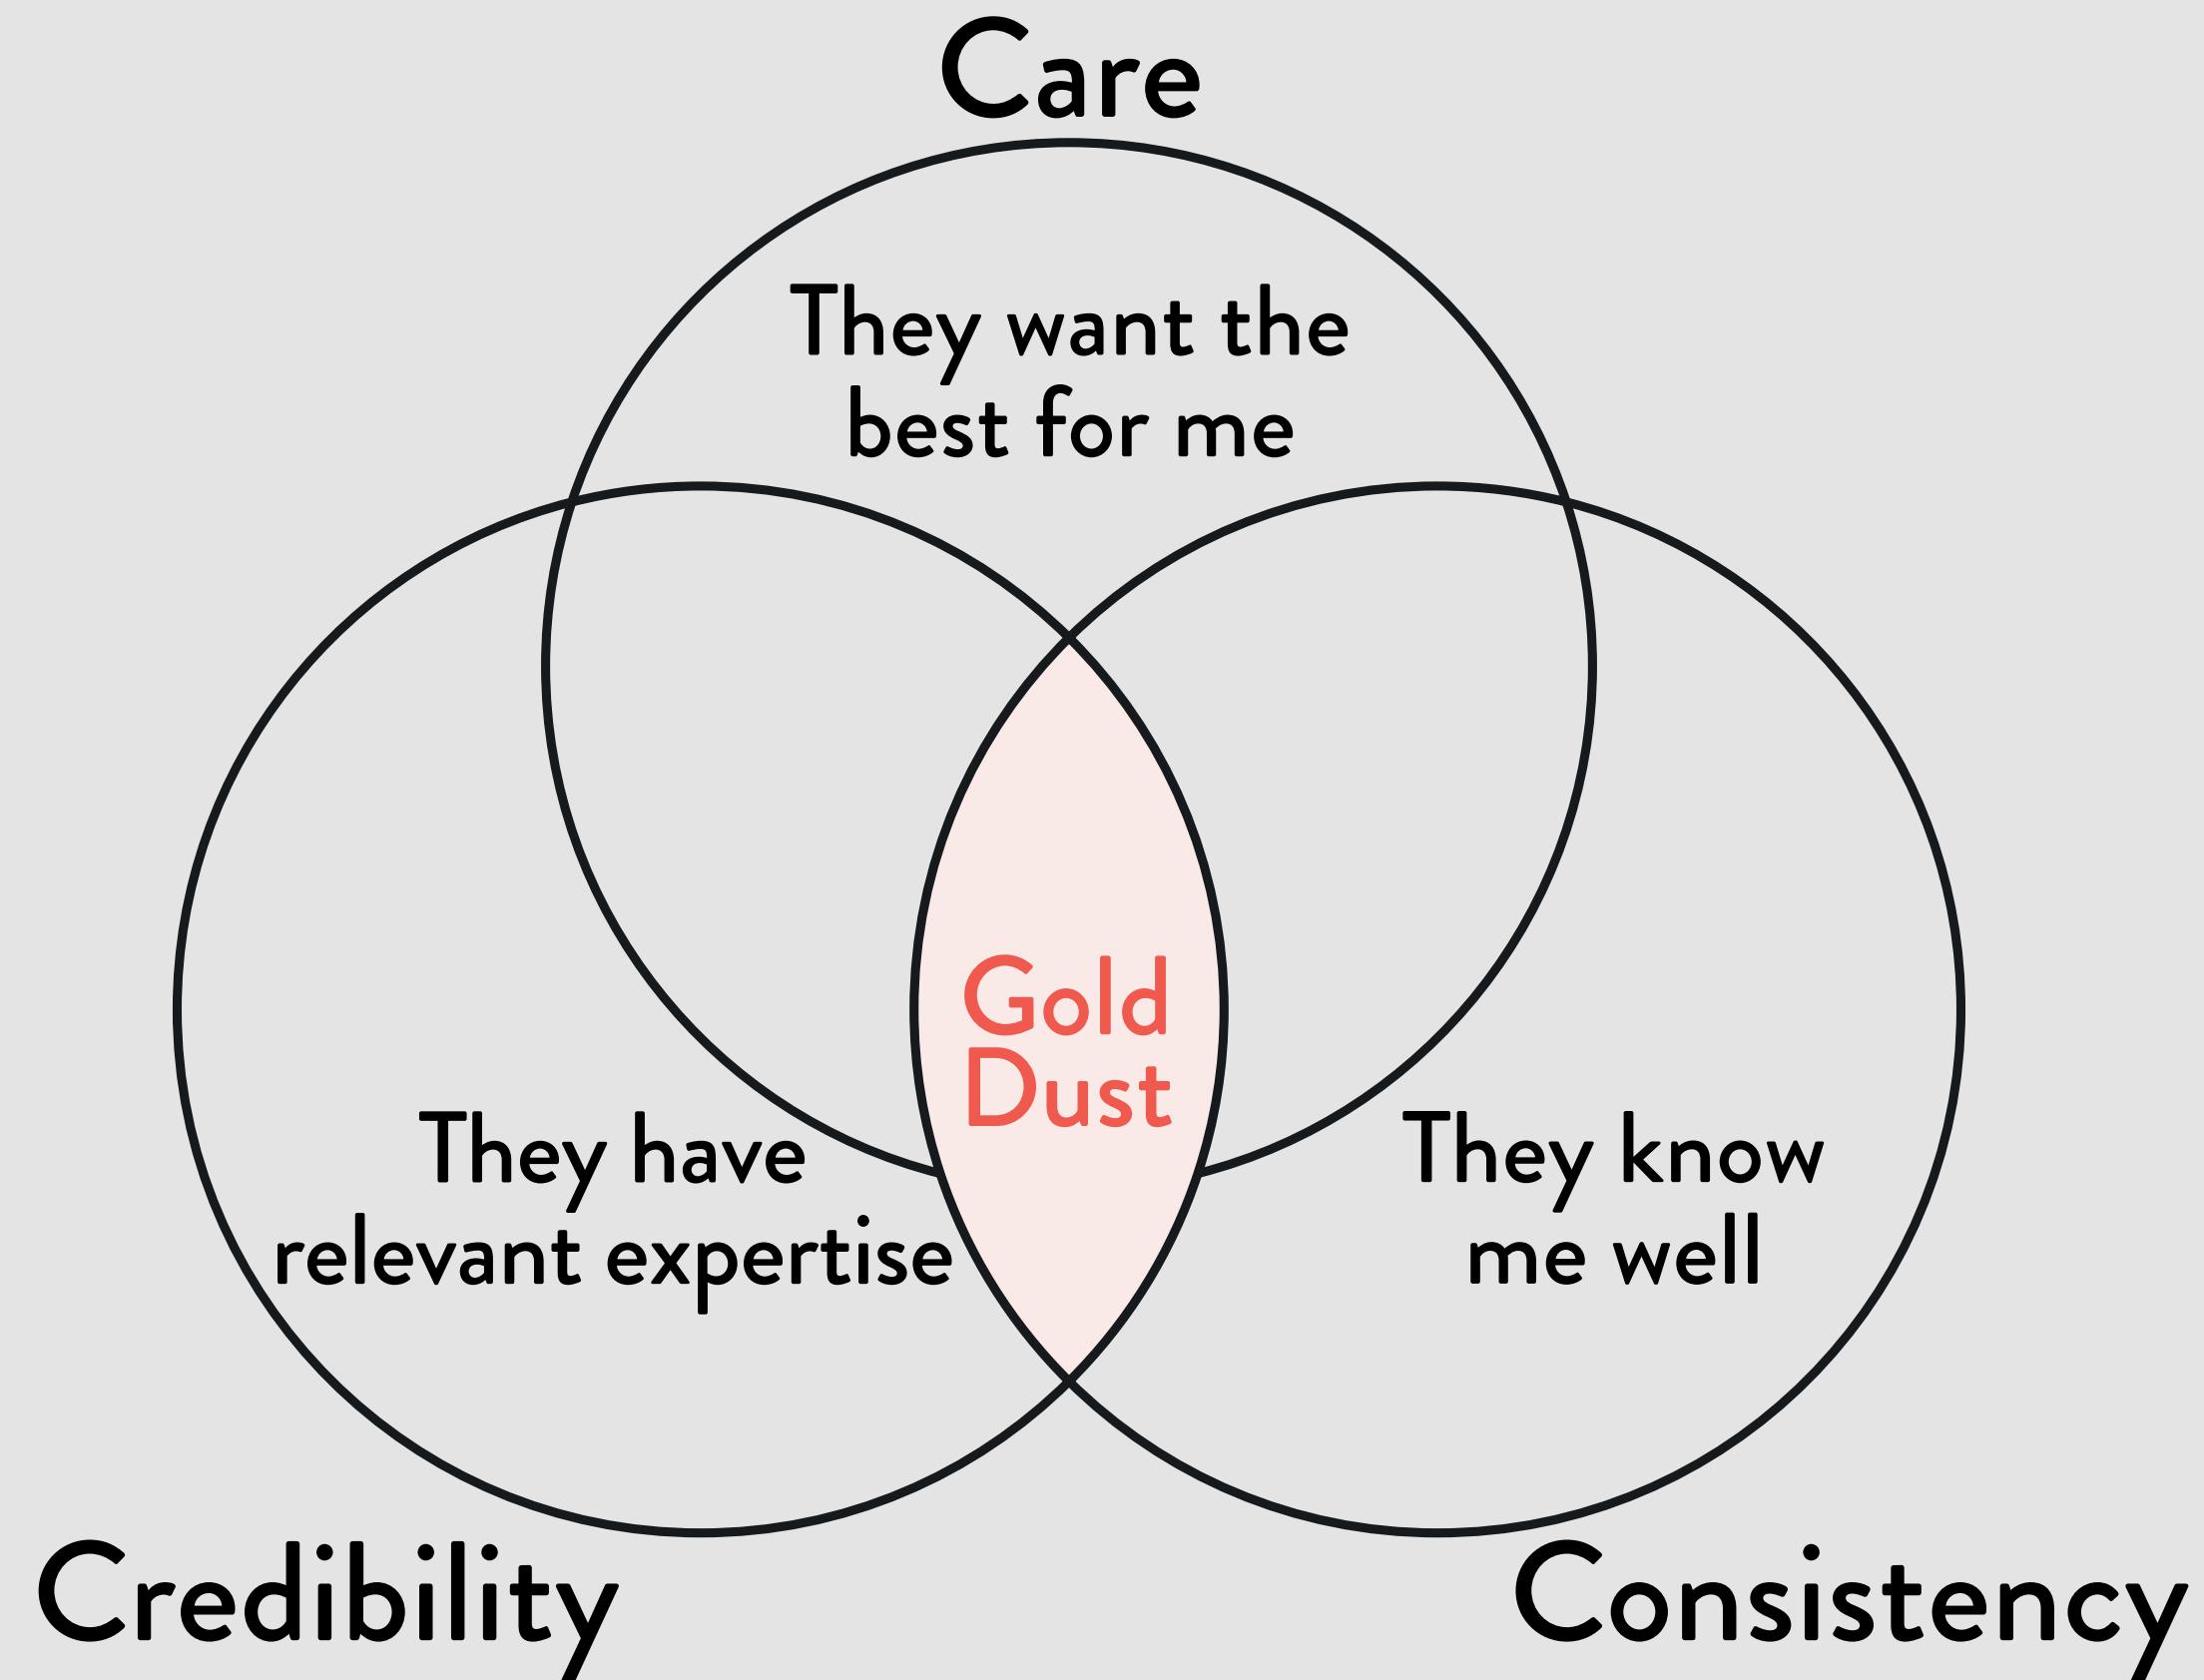 Care
They want the
best for me
Gold
Dust
They have
relevant expertise
They know
me well
Credibility
Consistency